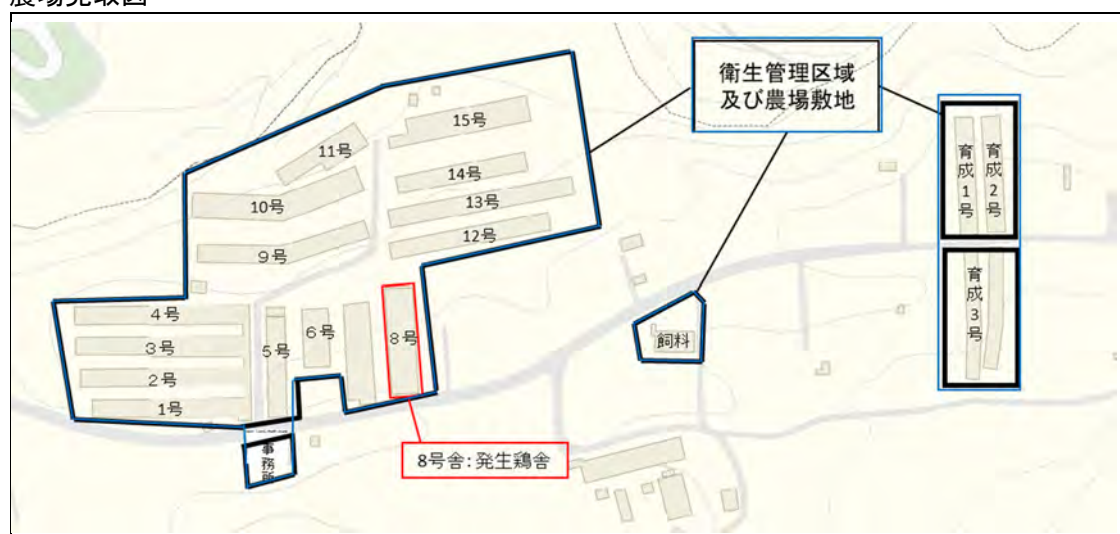 農場見取図
衛生管理区域
及び農場敷地
15号
11号
14号
10号
13号
12号
9号
育成1号
育成2号
4号
3号
2号
1号
5号
6号
8号
飼料
育成3号
事務所
8号舎:発生鶏舎